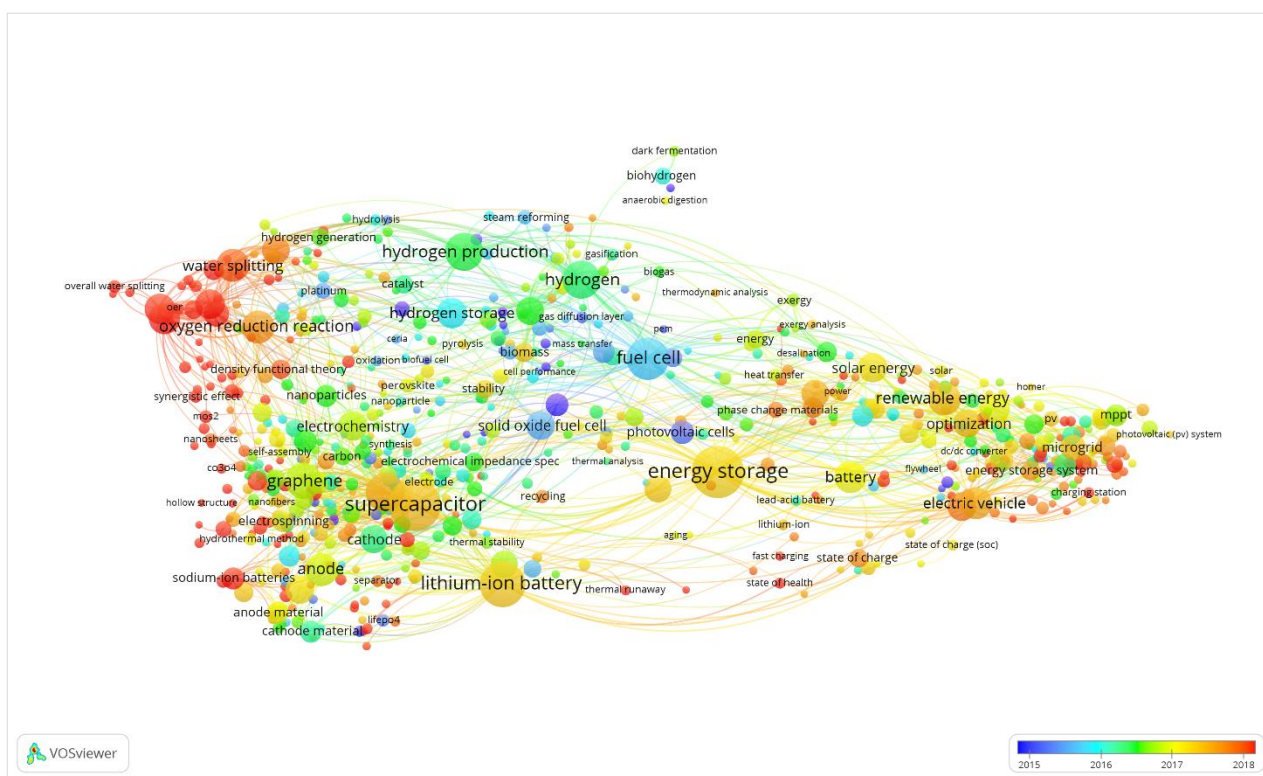 dark fermentation
biohydrogen
anaerobic digestion
hydrolysis
steam reforming
hydrogen generation
hydrogen production
gasification
water splitting
biogas
overall water splitting
platinum
catalyst
hydrogen
thermodynamic analysis
exergy
oer
hydrogen storage
gas diffusion layer
oxygen reduction reaction
pem
exergy analysis
ceria
pyrolysis
mass transfer
energy
biomass
desalination
oxidation
biofuel cell
fuel cell
density functional theory
cell performance
heat transfer
solar energy
solar
synergistic effect
nanoparticles
perovskite
stability
power
homer
nanoparticle
renewable energy
mos2
phase change materials
pv
mppt
electrochemistry
solid oxide fuel cell
photovoltaic cells
optimization
photovoltaic (pv) system
nanosheets
synthesis
microgrid
self-assembly
carbon
dc/dc converter
co3o4
electrochemical impedance spec
thermal analysis
energy storage
flywheel
energy storage system
graphene
electrode
battery
hollow structure
nanofibers
supercapacitor
recycling
lead-acid battery
electric vehicle
charging station
electrospinning
lithium-ion
hydrothermal method
cathode
thermal stability
aging
state of charge (soc)
fast charging
state of charge
anode
sodium-ion batteries
separator
lithium-ion battery
thermal runaway
state of health
anode material
lifepo4
cathode material
VOSviewer
2015
2016
2017
2018